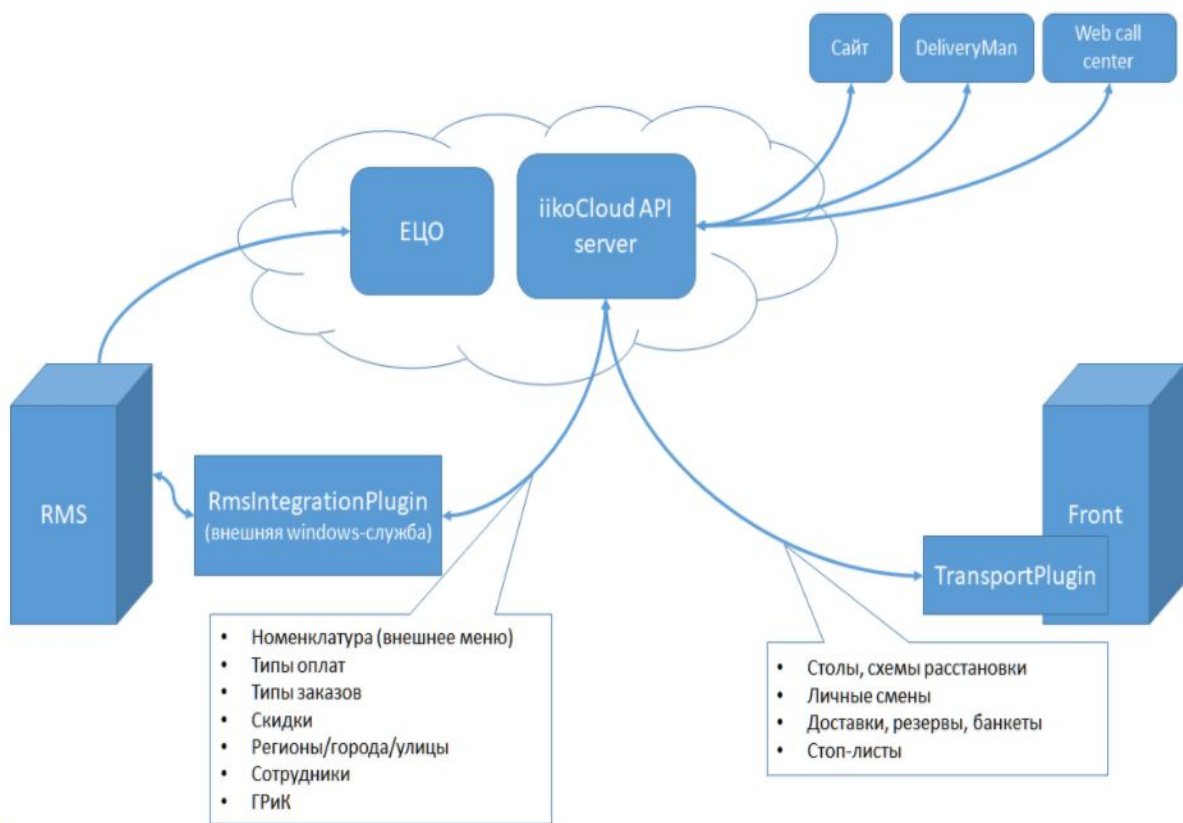 Сайт
DeliveryMan
Web call
center
ЕЦО
iikoCloud API
server
RMS
RmsIntegrationPlugin
(внешняя windows-служба)
Front
TransportPlugin
• Номенклатура (внешнее меню)
• Типы оплат
• Типы заказов
• Скидки
• Регионы/города/улицы
• Сотрудники
• ГРиК
• Столы, схемы расстановки
• Личные смены
• Доставки, резервы, банкеты
• Стоп-листы